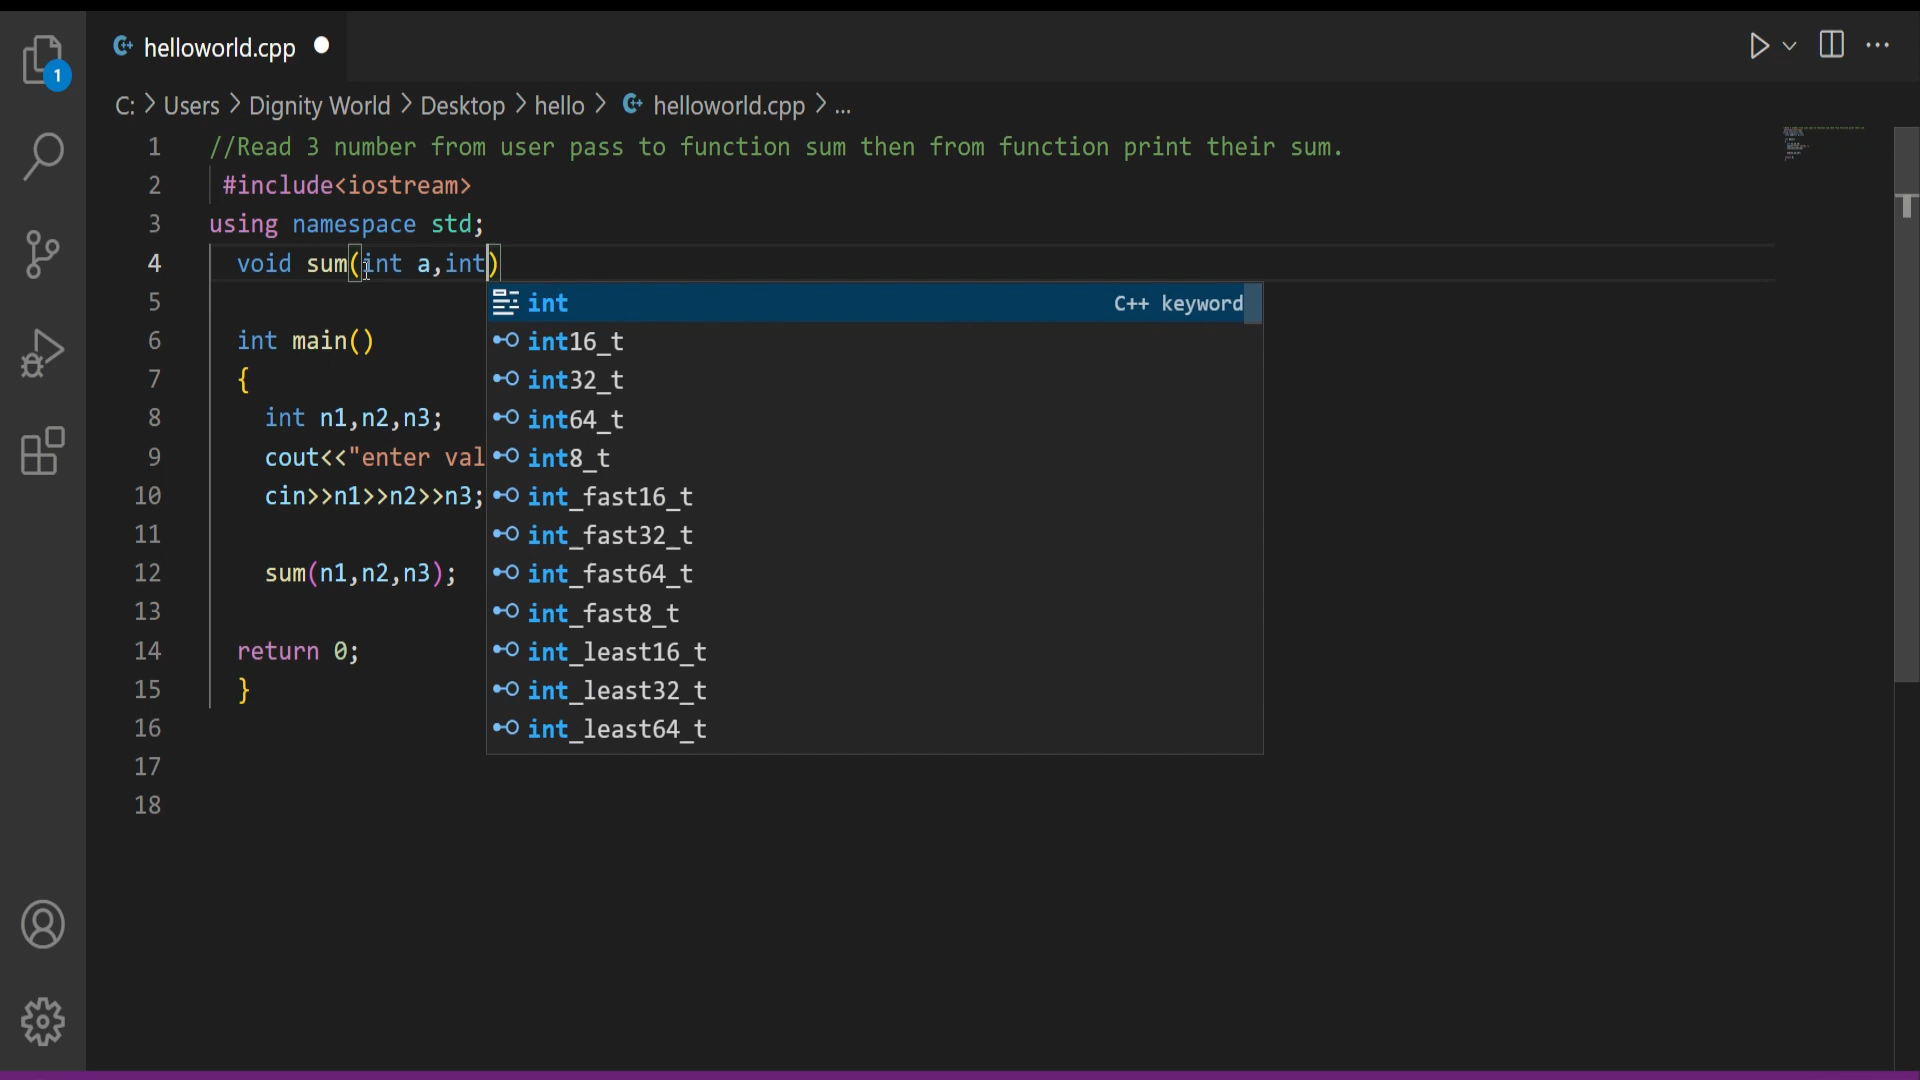 helloworld.cpp
C: > Users > Dignity World > Desktop > hello > helloworld.cpp > ...
1 //Read 3 number from user pass to function sum then from function print their sum.
2 #include<iostream>
3 using namespace std;
4 void sum(int a,int)
5
6 int main()
7 {
8 int n1,n2,n3;
9 cout<<"enter val
10 cin>>n1>>n2>>n3;
11
12 sum(n1,n2,n3);
13
14 return 0;
15 }
16
17
18
int C++ keyword
int16_t
int32_t
int64_t
int8_t
int_fast16_t
int_fast32_t
int_fast64_t
int_fast8_t
int_least16_t
int_least32_t
int_least64_t
1